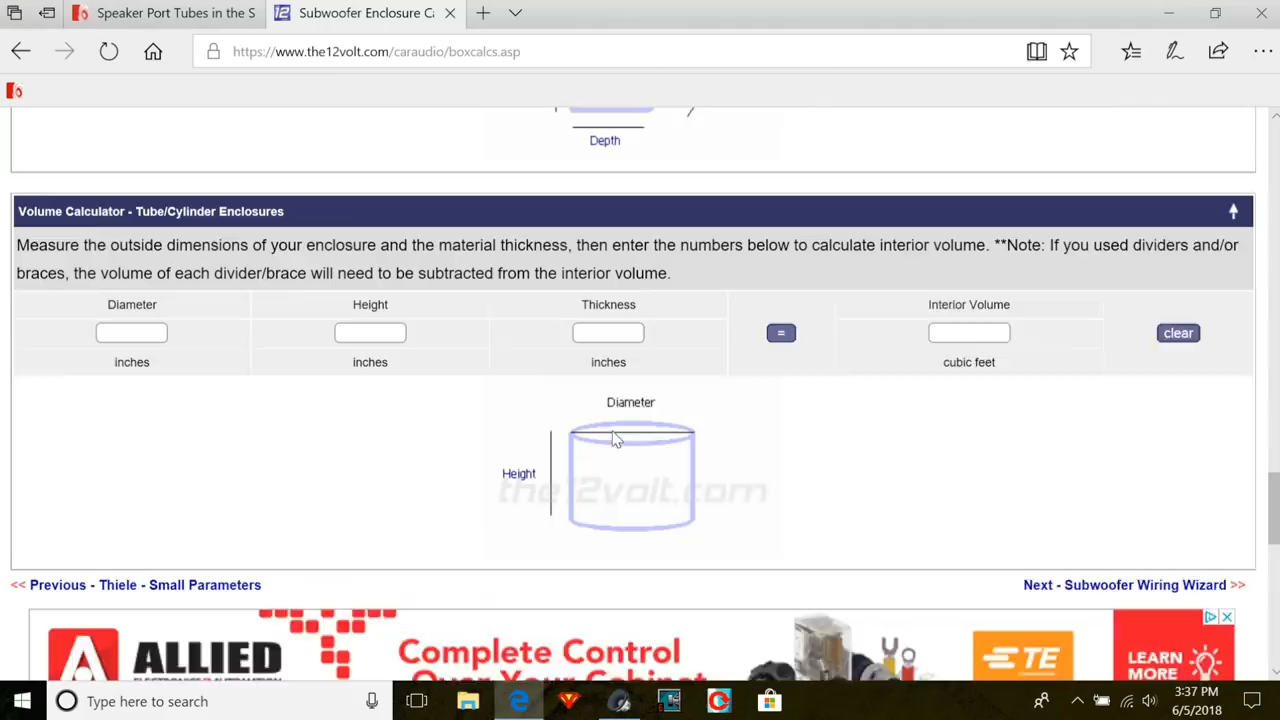 Speaker Port Tubes in the S
Subwoofer Enclosure Ca
https://www.the12volt.com/caraudio/boxcalcs.asp
Depth
Volume Calculator - Tube/Cylinder Enclosures
Measure the outside dimensions of your enclosure and the material thickness, then enter the numbers below to calculate interior volume. **Note: If you used dividers and/or
braces, the volume of each divider/brace will need to be subtracted from the interior volume.
Diameter Height Thickness Interior Volume
= clear
inches inches inches cubic feet
Diameter
Height
the12volt.com
<< Previous - Thiele - Small Parameters
Next - Subwoofer Wiring Wizard >>
ALLIED
Complete Control
TE
LEARN
MORE
Type here to search
3:37 PM
6/5/2018